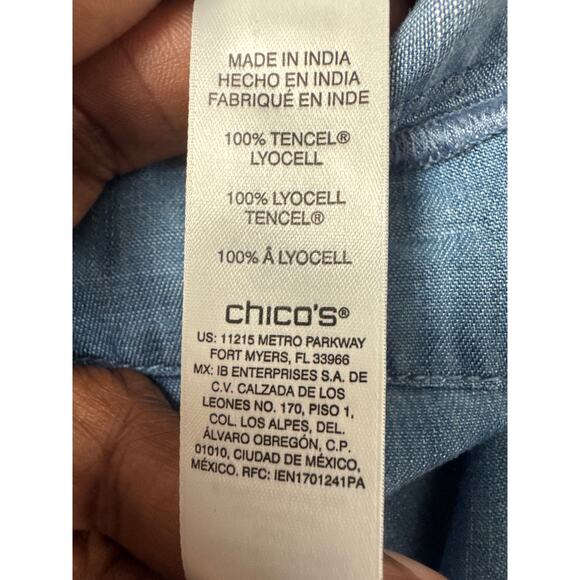 MADE IN INDIA
HECHO EN INDIA
FABRIQUÉ EN INDE
100% TENCEL®
LYOCELL
100% LYOCELL
TENCEL®
100% Â LYOCELL
chico's®
US: 11215 METRO PARKWAY
FORT MYERS, FL 33966
MX: IB ENTERPRISES S.A. DE
C.V. CALZADA DE LOS
LEONES NO. 170, PISO 1,
COL. LOS ALPES, DEL.
ÁLVARO OBREGÓN, C.P.
01010, CIUDAD DE MÉXICO,
MÉXICO. RFC: IEN1701241PA